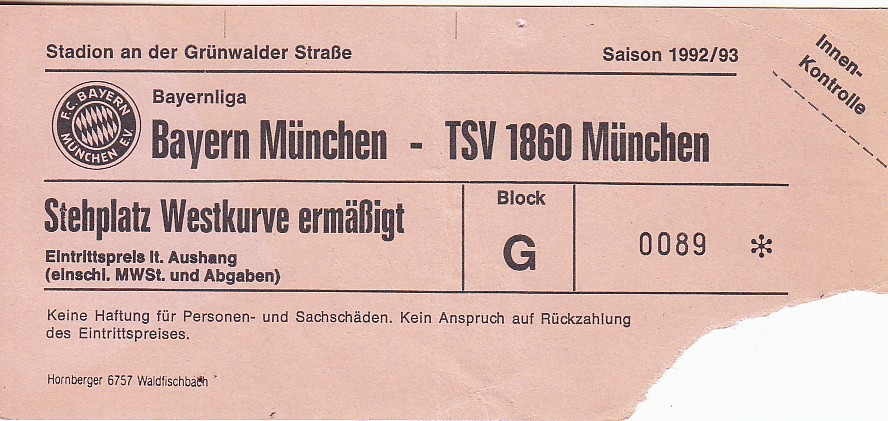 Stadion an der Grünwalder Straße
Saison 1992/93
Innen-
Kontrolle
F.C. BAYERN
MÜNCHEN E.V.
Bayernliga
Bayern München - TSV 1860 München
Stehplatz Westkurve ermäßigt
Eintrittspreis lt. Aushang
(einschl. MWSt. und Abgaben)
Block
G
0089 *
Keine Haftung für Personen- und Sachschäden. Kein Anspruch auf Rückzahlung
des Eintrittspreises.
Hornberger 6757 Waldfischbach